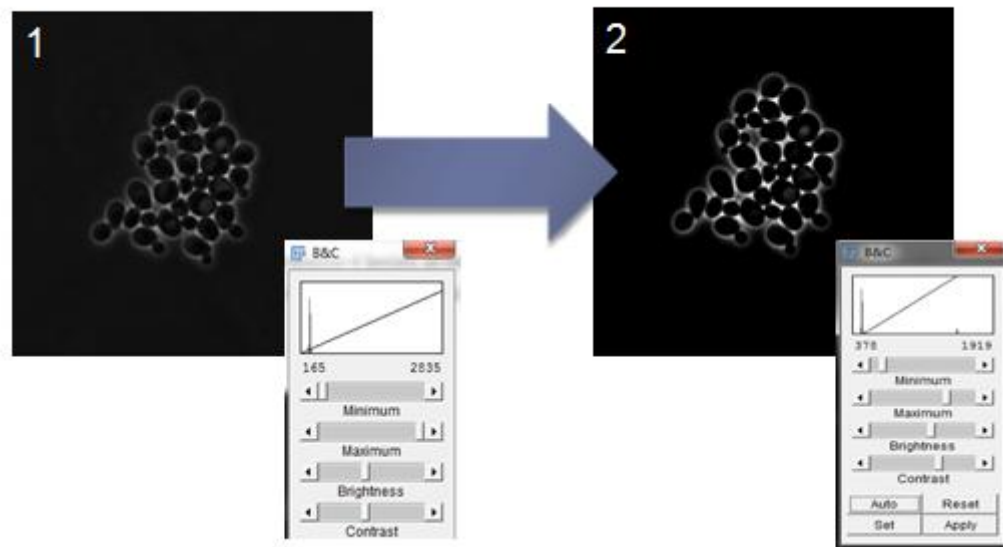 1
2
B&C
165 2835
Minimum
Maximum
Brightness
Contrast
B&C
378 1919
Minimum
Maximum
Brightness
Contrast
Auto Reset
Set Apply